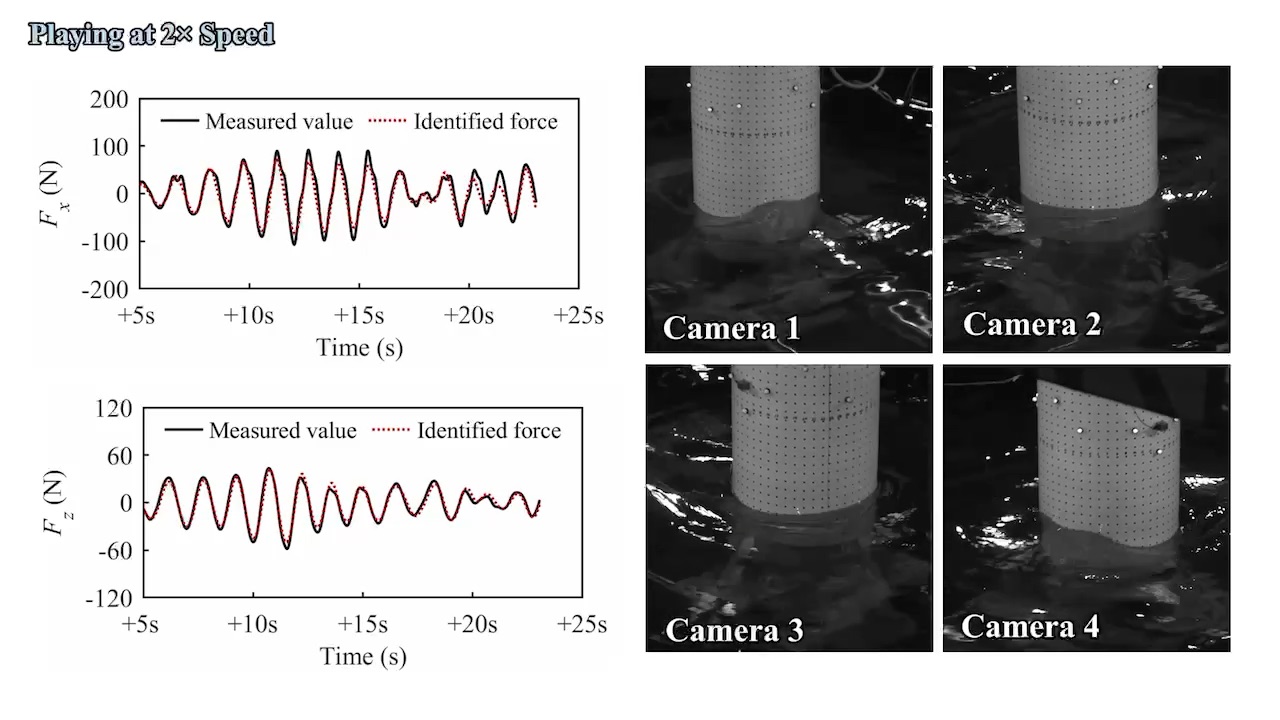 Playing at 2× Speed
200
100
0
-100
-200
F_x (N)
Measured value
Identified force
+5s
+10s
+15s
+20s
+25s
Time (s)
120
60
0
-60
-120
F_z (N)
Measured value
Identified force
+5s
+10s
+15s
+20s
+25s
Time (s)
Camera 1
Camera 2
Camera 3
Camera 4